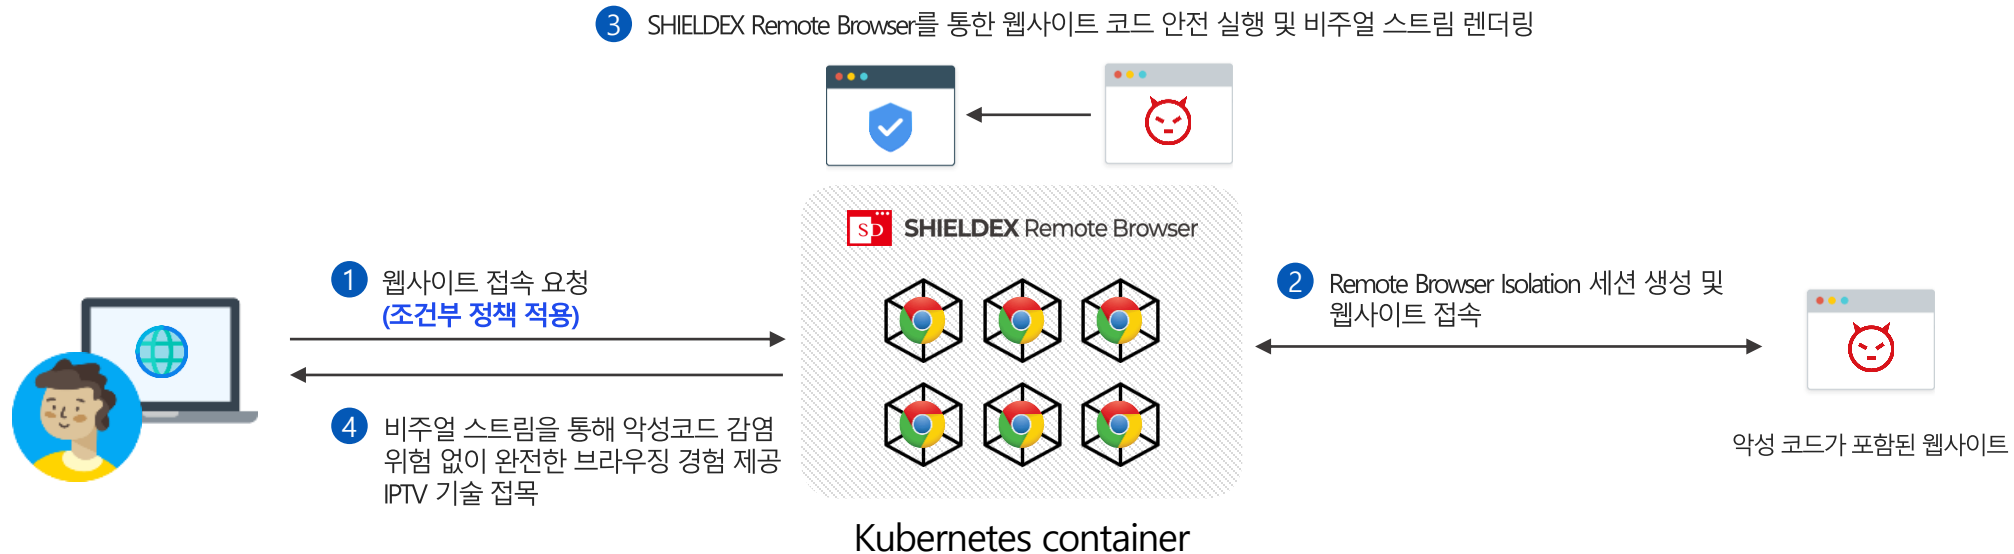 3 SHIELDEX Remote Browser를 통한 웹사이트 코드 안전 실행 및 비주얼 스트림 렌더링
SD SHIELDEX Remote Browser
1 웹사이트 접속 요청
(조건부 정책 적용)
2 Remote Browser Isolation 세션 생성 및
웹사이트 접속
4 비주얼 스트림을 통해 악성코드 감염
위험 없이 완전한 브라우징 경험 제공
IPTV 기술 접목
악성 코드가 포함된 웹사이트
Kubernetes container